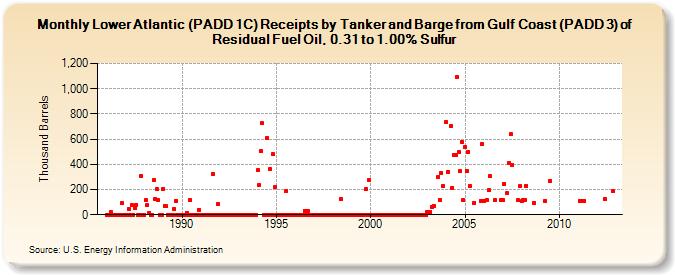 Monthly Lower Atlantic (PADD 1C) Receipts by Tanker and Barge from Gulf Coast (PADD 3) of
Residual Fuel Oil, 0.31 to 1.00% Sulfur
Thousand Barrels
1,200
1,000
800
600
400
200
0
1990 1995 2000 2005 2010
Source: U.S. Energy Information Administration